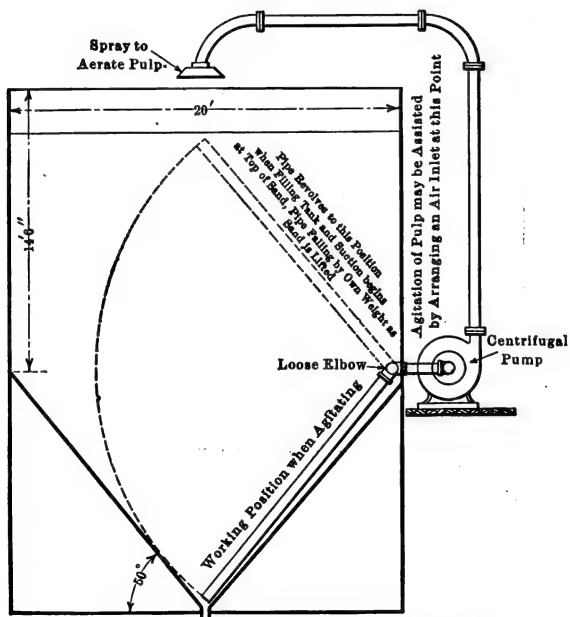 Spray to
Aerate Pulp-
20'
14'6"
Pipe Revolves to this Position
when Filling Tank and Suction begins
at Top of Sand, Pipe Falling by Own Weight as
Sand is Lifted
Agitation of Pulp may be Assisted
by Arranging an Air Inlet at this Point
Centrifugal
Pump
Loose Elbow
Working Position when Agitating
50°